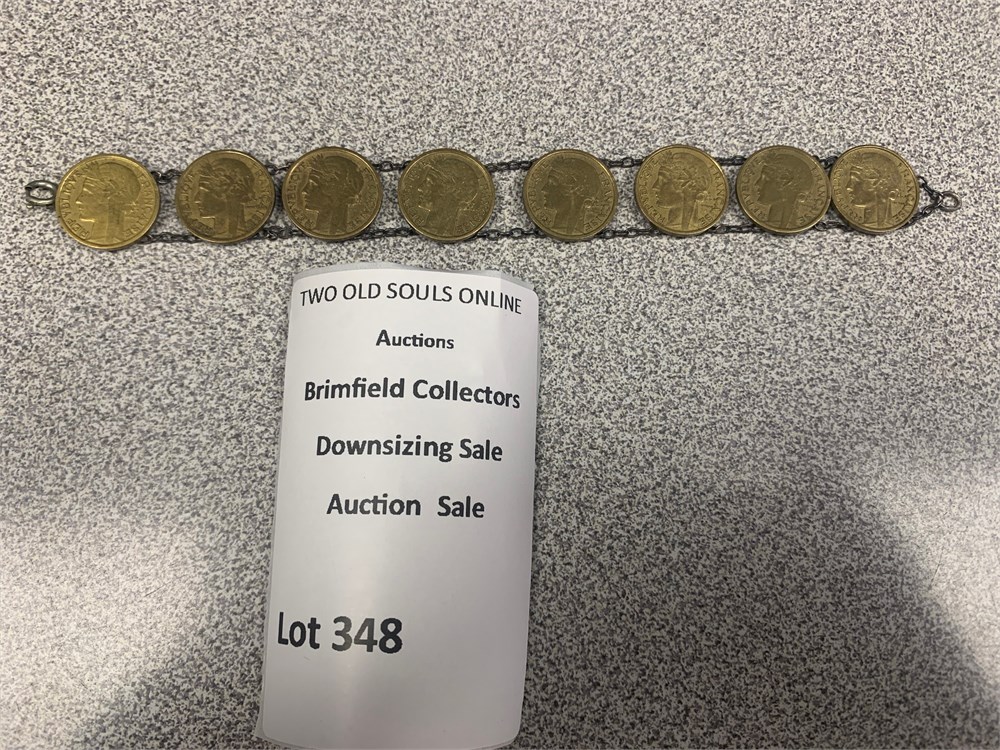 TWO OLD SOULS ONLINE
Auctions
Brimfield Collectors
Downsizing Sale
Auction Sale
Lot 348